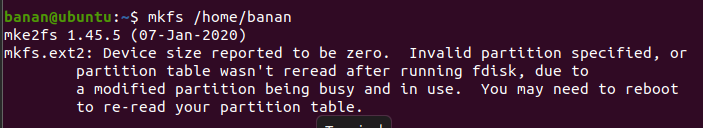 banan@ubuntu:~$ mkfs /home/banan
mke2fs 1.45.5 (07-Jan-2020)
mkfs.ext2: Device size reported to be zero.  Invalid partition specified, or
        partition table wasn't reread after running fdisk, due to
        a modified partition being busy and in use.  You may need to reboot
        to re-read your partition table.